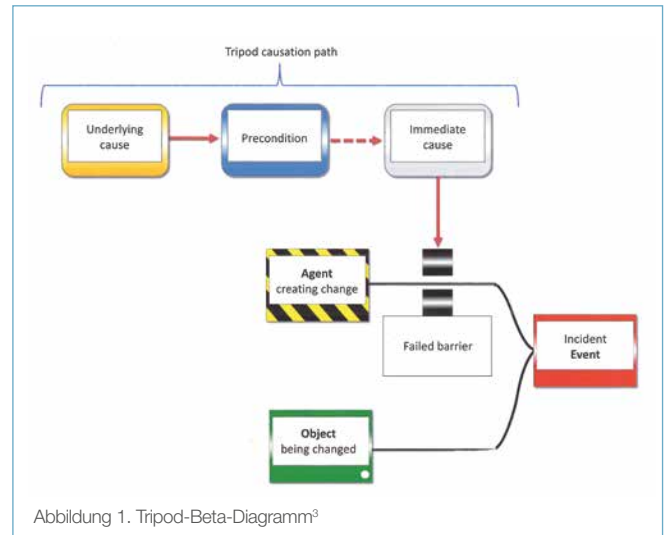 Tripod causation path
Underlying
cause
Precondition
Immediate
cause
Agent
creating change
Failed barrier
Incident
Event
Object
being changed
Abbildung 1. Tripod-Beta-Diagramm³